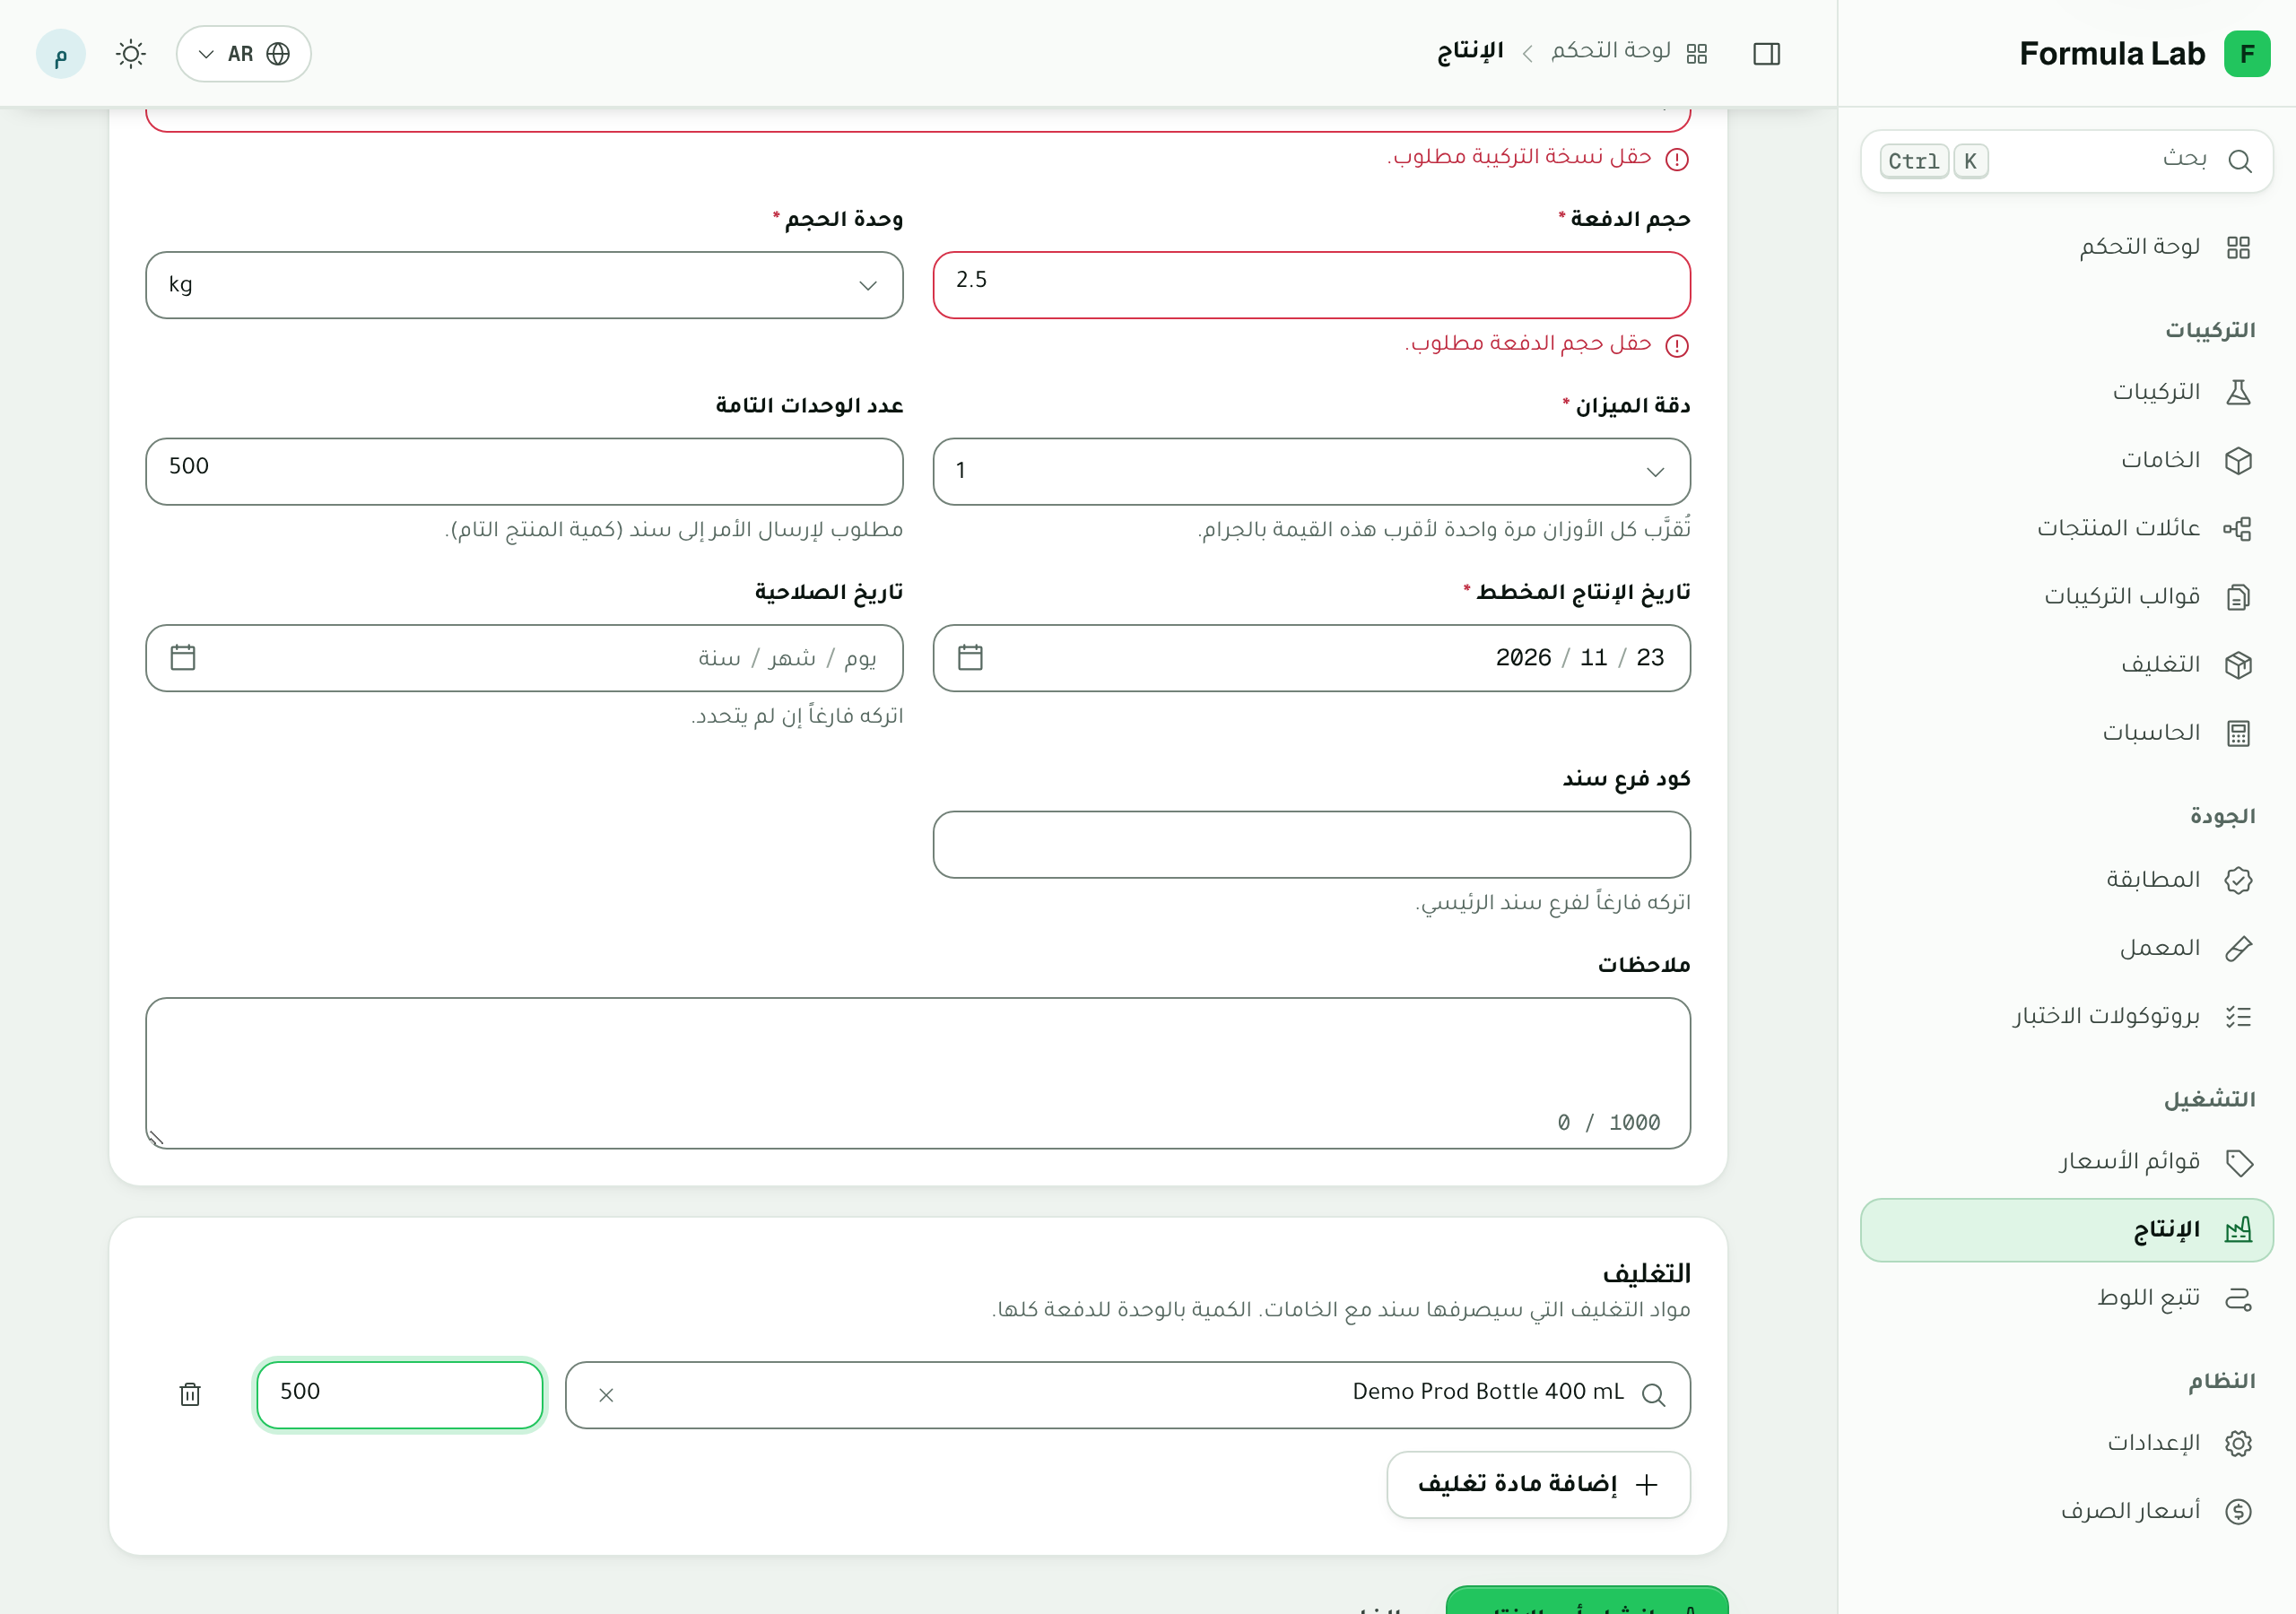 F Formula Lab
بحث Ctrl K
لوحة التحكم
التركيبات
التركيبات
الخامات
عائلات المنتجات
قوالب التركيبات
التغليف
الحاسبات
الجودة
المطابقة
المعمل
بروتوكولات الاختبار
التشغيل
قوائم الأسعار
الإنتاج
تتبع اللوط
النظام
الإعدادات
أسعار الصرف
لوحة التحكم
الإنتاج
AR
م
حقل نسخة التركيبة مطلوب.
حجم الدفعة *
2.5
حقل حجم الدفعة مطلوب.
وحدة الحجم *
kg
دقة الميزان *
1
تُقرَّب كل الأوزان مرة واحدة لأقرب هذه القيمة بالجرام.
عدد الوحدات التامة
500
مطلوب لإرسال الأمر إلى سند (كمية المنتج التام).
تاريخ الإنتاج المخطط *
23 / 11 / 2026
تاريخ الصلاحية
يوم / شهر / سنة
اتركه فارغاً إن لم يتحدد.
كود فرع سند
اتركه فارغاً لفرع سند الرئيسي.
ملاحظات
0 / 1000
التغليف
مواد التغليف التي سيصرفها سند مع الخامات. الكمية بالوحدة للدفعة كلها.
Demo Prod Bottle 400 mL
500
إضافة مادة تغليف